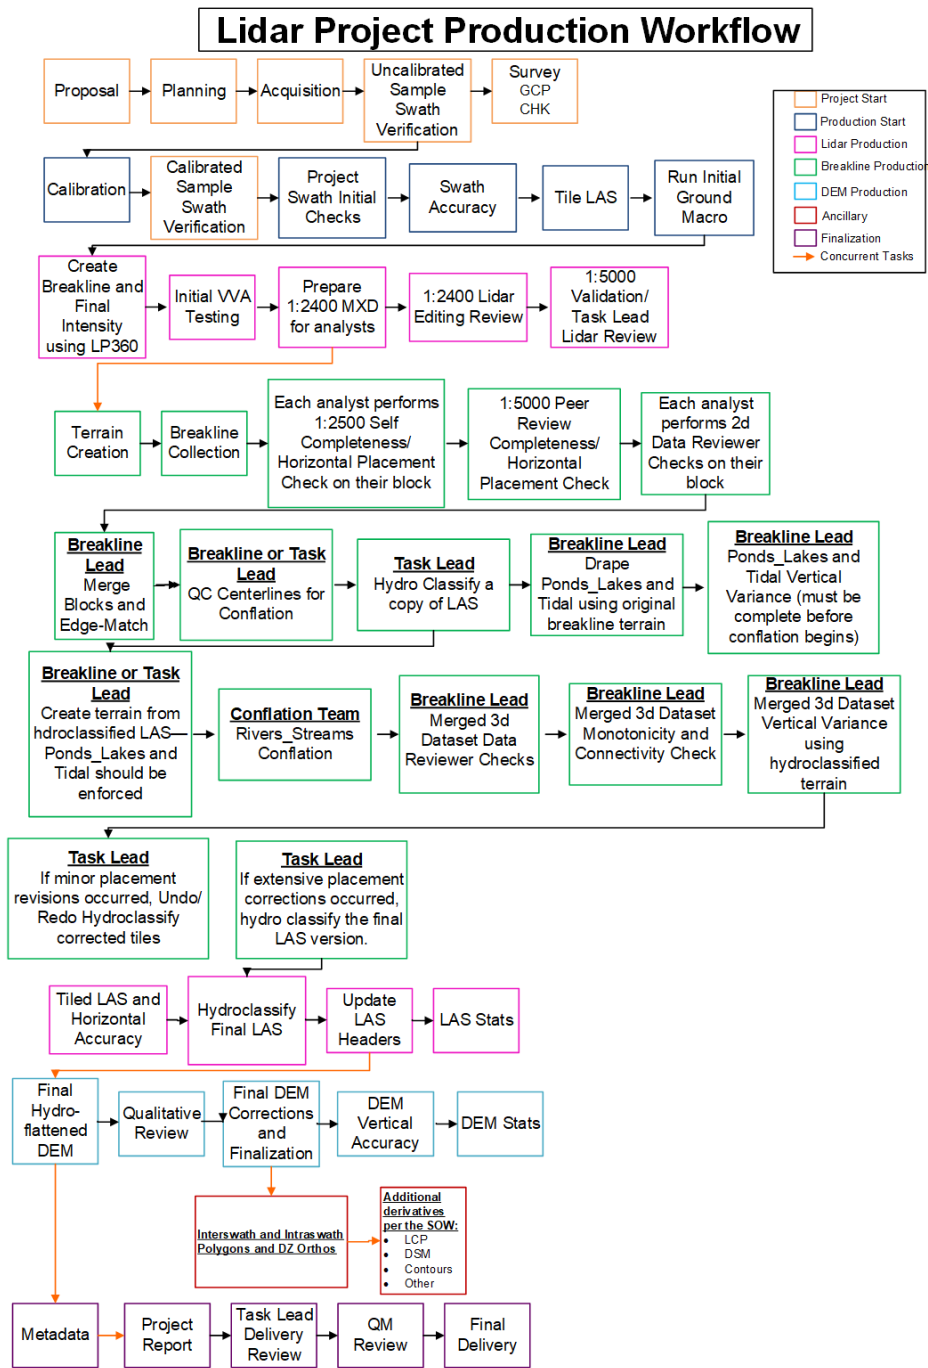 Lidar Project Production Workflow
Proposal
Planning
Acquisition
Uncalibrated
Sample
Swath
Verification
Survey
GCP
CHK
Project Start
Production Start
Lidar Production
Breakline Production
DEM Production
Ancillary
Finalization
Concurrent Tasks
Calibration
Calibrated
Sample
Swath
Verification
Project
Swath Initial
Checks
Swath
Accuracy
Tile LAS
Run Initial
Ground
Macro
Create
Breakline and
Final
Intensity
using LP360
Initial VVA
Testing
Prepare
1:2400 MXD
for analysts
1:2400 Lidar
Editing Review
1:5000
Validation/
Task Lead
Lidar Review
Terrain
Creation
Breakline
Collection
Each analyst performs
1:2500 Self
Completeness/
Horizontal Placement
Check on their block
1:5000 Peer
Review
Completeness/
Horizontal
Placement Check
Each analyst
performs 2d
Data Reviewer
Checks on their
block
Breakline
Lead
Merge
Blocks and
Edge-Match
Breakline or Task
Lead
QC Centerlines for
Conflation
Task Lead
Hydro Classify a
copy of LAS
Breakline Lead
Drape
Ponds_Lakes and
Tidal using original
breakline terrain
Breakline Lead
Ponds_Lakes and
Tidal Vertical
Variance (must be
complete before
conflation begins)
Breakline or Task
Lead
Create terrain from
hdroclassified LAS—
Ponds_Lakes and
Tidal should be
enforced
Conflation Team
Rivers_Streams
Conflation
Breakline Lead
Merged 3d
Dataset Data
Reviewer Checks
Breakline Lead
Merged 3d Dataset
Monotonicity and
Connectivity Check
Breakline Lead
Merged 3d Dataset
Vertical Variance
using
hydroclassified
terrain
Task Lead
If minor placement
revisions occurred, Undo/
Redo Hydroclassify
corrected tiles
Task Lead
If extensive placement
corrections occurred,
hydro classify the final
LAS version.
Tiled LAS and
Horizontal
Accuracy
Hydroclassify
Final LAS
Update
LAS
Headers
LAS Stats
Final
Hydro-
flattened
DEM
Qualitative
Review
Final DEM
Corrections
and
Finalization
DEM
Vertical
Accuracy
DEM Stats
Interswath and Intraswath
Polygons and DZ Orthos
Additional
derivatives
per the SOW:
• LCP
• DSM
• Contours
• Other
Metadata
Project
Report
Task Lead
Delivery
Review
QM
Review
Final
Delivery